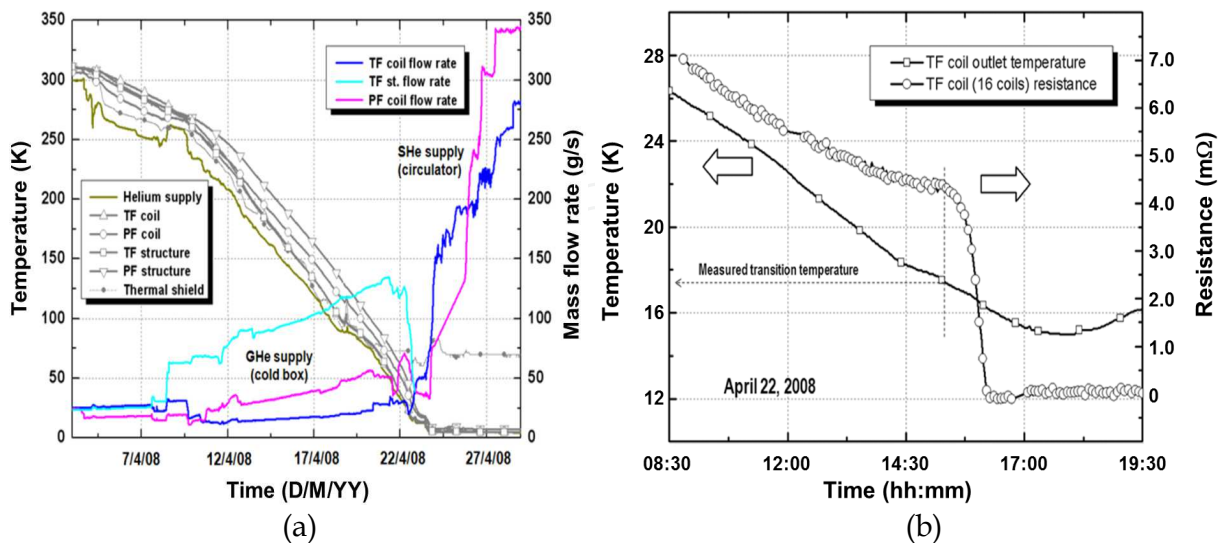 350
300
250
200
150
100
50
0
Temperature (K)
TF coil flow rate
TF st. flow rate
PF coil flow rate
SHe supply
(circulator)
Helium supply
TF coil
PF coil
TF structure
PF structure
Thermal shield
GHe supply
(cold box)
350
300
250
200
150
100
50
0
Mass flow rate (g/s)
7/4/08 12/4/08 17/4/08 22/4/08 27/4/08
Time (D/M/YY)
(a)
28
24
20
16
12
Temperature (K)
TF coil outlet temperature
TF coil (16 coils) resistance
Measured transition temperature
April 22, 2008
8.0
7.0
6.0
5.0
4.0
3.0
2.0
1.0
0
Resistance (mΩ)
08:30 12:00 14:30 17:00 19:30
Time (hh:mm)
(b)